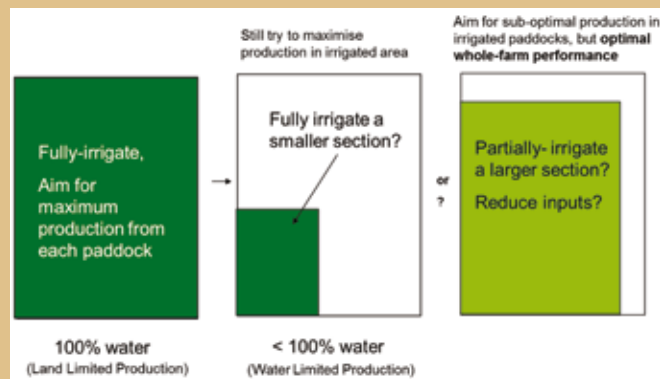 Still try to maximise
production in irrigated area
Aim for sub-optimal production in
irrigated paddocks, but optimal
whole-farm performance
Fully-irrigate,
Aim for
maximum
production from
each paddock
→
Fully irrigate a
smaller section?
or
?
Partially- irrigate
a larger section?
Reduce inputs?
100% water
(Land Limited Production)
< 100% water
(Water Limited Production)